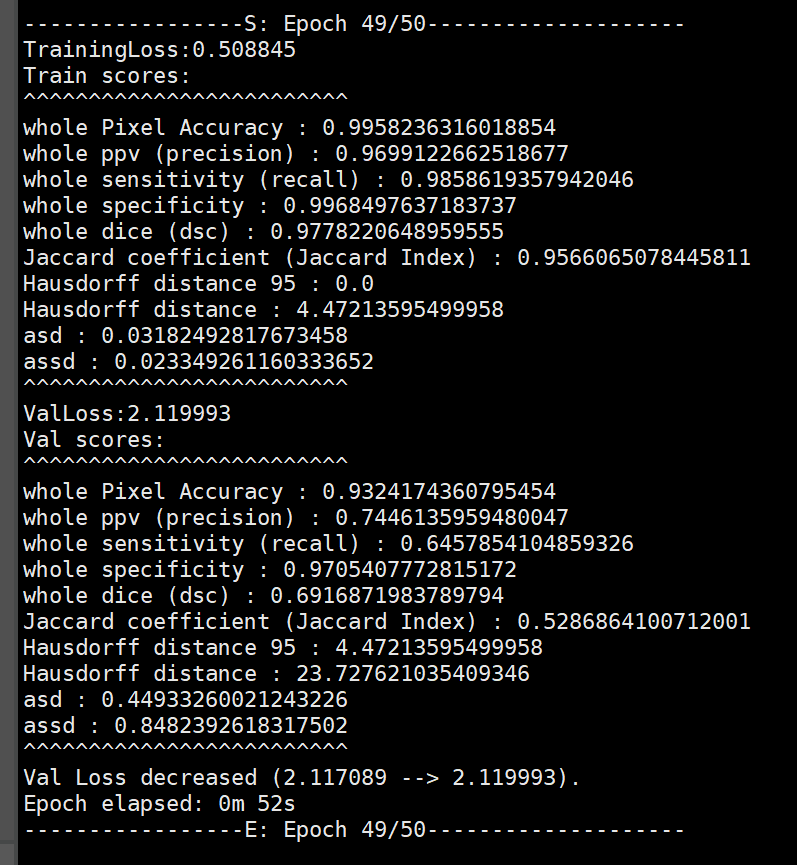 -----------------S: Epoch 49/50--------------------
TrainingLoss:0.508845
Train scores:
^^^^^^^^^^^^^^^^^^^^^^^^^
whole Pixel Accuracy : 0.9958236316018854
whole ppv (precision) : 0.9699122662518677
whole sensitivity (recall) : 0.9858619357942046
whole specificity : 0.9968497637183737
whole dice (dsc) : 0.9778220648959555
Jaccard coefficient (Jaccard Index) : 0.9566065078445811
Hausdorff distance 95 : 0.0
Hausdorff distance : 4.47213595499958
asd : 0.03182492817673458
assd : 0.023349261160333652
^^^^^^^^^^^^^^^^^^^^^^^^^
ValLoss:2.119993
Val scores:
^^^^^^^^^^^^^^^^^^^^^^^^^
whole Pixel Accuracy : 0.9324174360795454
whole ppv (precision) : 0.7446135959480047
whole sensitivity (recall) : 0.6457854104859326
whole specificity : 0.9705407772815172
whole dice (dsc) : 0.6916871983789794
Jaccard coefficient (Jaccard Index) : 0.5286864100712001
Hausdorff distance 95 : 4.47213595499958
Hausdorff distance : 23.727621035409346
asd : 0.44933260021243226
assd : 0.8482392618317502
^^^^^^^^^^^^^^^^^^^^^^^^^
Val Loss decreased (2.117089 --> 2.119993).
Epoch elapsed: 0m 52s
-----------------E: Epoch 49/50--------------------